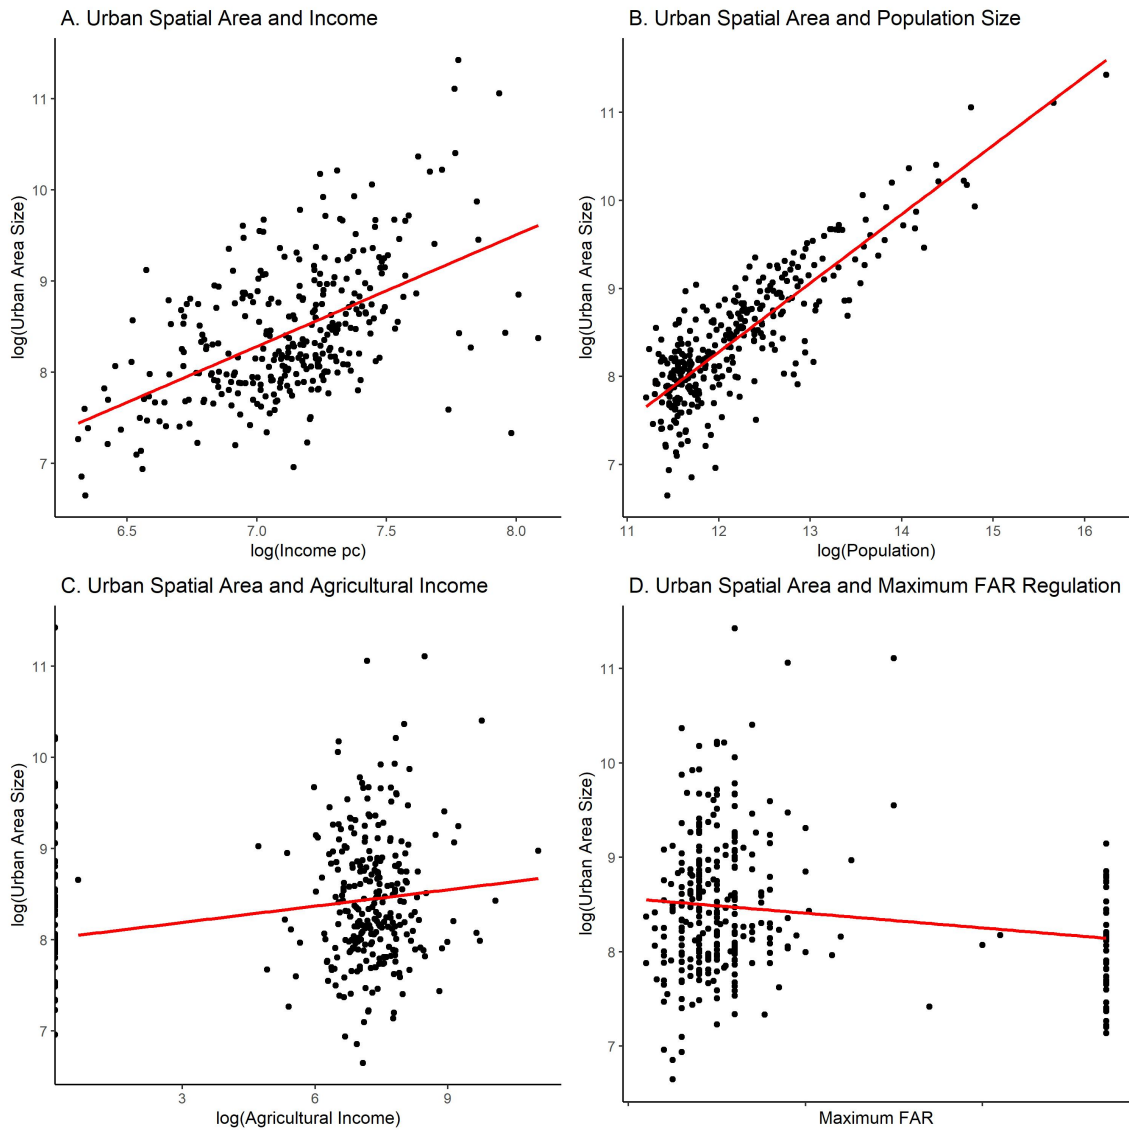 A. Urban Spatial Area and Income
log(Urban Area Size)
11
10
9
8
7
6.5 7.0 7.5 8.0
log(Income pc)
B. Urban Spatial Area and Population Size
log(Urban Area Size)
11
10
9
8
7
11 12 13 14 15 16
log(Population)
C. Urban Spatial Area and Agricultural Income
log(Urban Area Size)
11
10
9
8
7
3 6 9
log(Agricultural Income)
D. Urban Spatial Area and Maximum FAR Regulation
log(Urban Area Size)
11
10
9
8
7
Maximum FAR